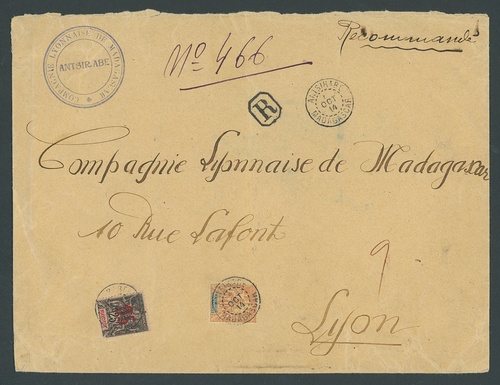 COMPAGNIE LYONNAISE DE MADAGASCAR
ANTSIRABE
No 466
Recommandé
R
ANTSIRABE
OCT
14
MADAGASCAR
Compagnie Lyonnaise de Madagascar
10 Rue Lafont
9
Lyon